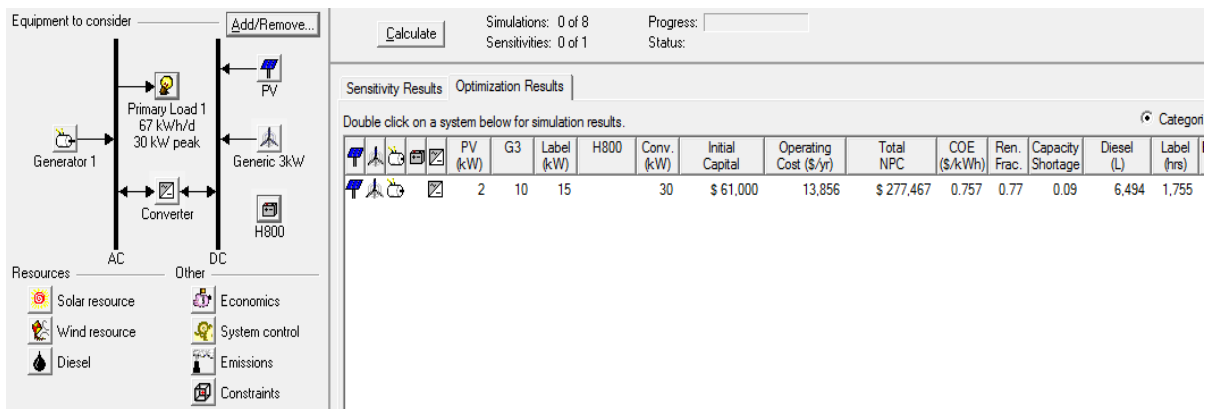 Equipment to consider Add/Remove...
PV
Primary Load 1
67 kWh/d
30 kW peak
Generator 1
Generic 3kW
Converter
H800
AC DC
Resources Other
Solar resource Economics
Wind resource System control
Diesel Emissions
Constraints
Calculate
Simulations: 0 of 8 Progress:
Sensitivities: 0 of 1 Status:
Sensitivity Results Optimization Results
Double click on a system below for simulation results. Categori
PV (kW) G3 Label (kW) H800 Conv. (kW) Initial Capital Operating Cost ($/yr) Total NPC COE ($/kWh) Ren. Frac. Capacity Shortage Diesel (L) Label (hrs)
2 10 15 30 $ 61,000 13,856 $ 277,467 0.757 0.77 0.09 6,494 1,755